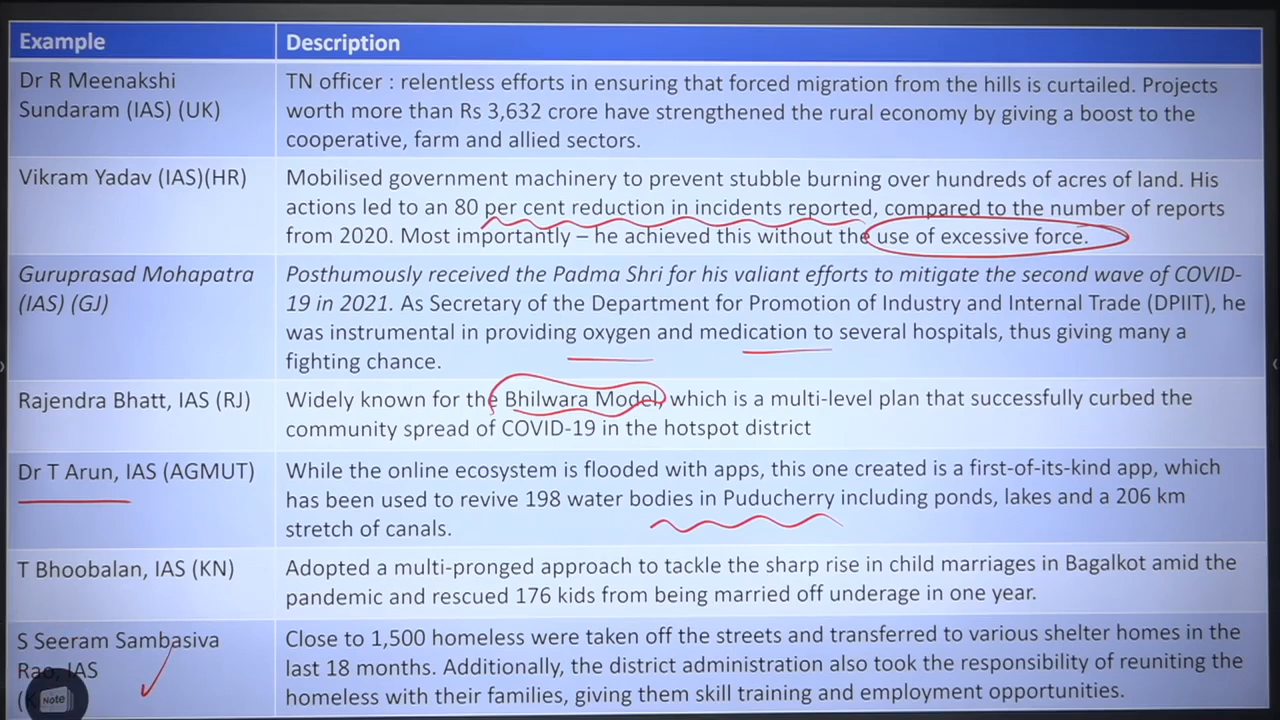 Example Description
Dr R Meenakshi
Sundaram (IAS) (UK)
TN officer : relentless efforts in ensuring that forced migration from the hills is curtailed. Projects
worth more than Rs 3,632 crore have strengthened the rural economy by giving a boost to the
cooperative, farm and allied sectors.
Vikram Yadav (IAS)(HR)
Mobilised government machinery to prevent stubble burning over hundreds of acres of land. His
actions led to an 80 per cent reduction in incidents reported, compared to the number of reports
from 2020. Most importantly – he achieved this without the use of excessive force.
Guruprasad Mohapatra
(IAS) (GJ)
Posthumously received the Padma Shri for his valiant efforts to mitigate the second wave of COVID-
19 in 2021. As Secretary of the Department for Promotion of Industry and Internal Trade (DPIIT), he
was instrumental in providing oxygen and medication to several hospitals, thus giving many a
fighting chance.
Rajendra Bhatt, IAS (RJ)
Widely known for the Bhilwara Model, which is a multi-level plan that successfully curbed the
community spread of COVID-19 in the hotspot district
Dr T Arun, IAS (AGMUT)
While the online ecosystem is flooded with apps, this one created is a first-of-its-kind app, which
has been used to revive 198 water bodies in Puducherry including ponds, lakes and a 206 km
stretch of canals.
T Bhoobalan, IAS (KN)
Adopted a multi-pronged approach to tackle the sharp rise in child marriages in Bagalkot amid the
pandemic and rescued 176 kids from being married off underage in one year.
S Seeram Sambasiva
Rao, IAS
Close to 1,500 homeless were taken off the streets and transferred to various shelter homes in the
last 18 months. Additionally, the district administration also took the responsibility of reuniting the
homeless with their families, giving them skill training and employment opportunities.
Note